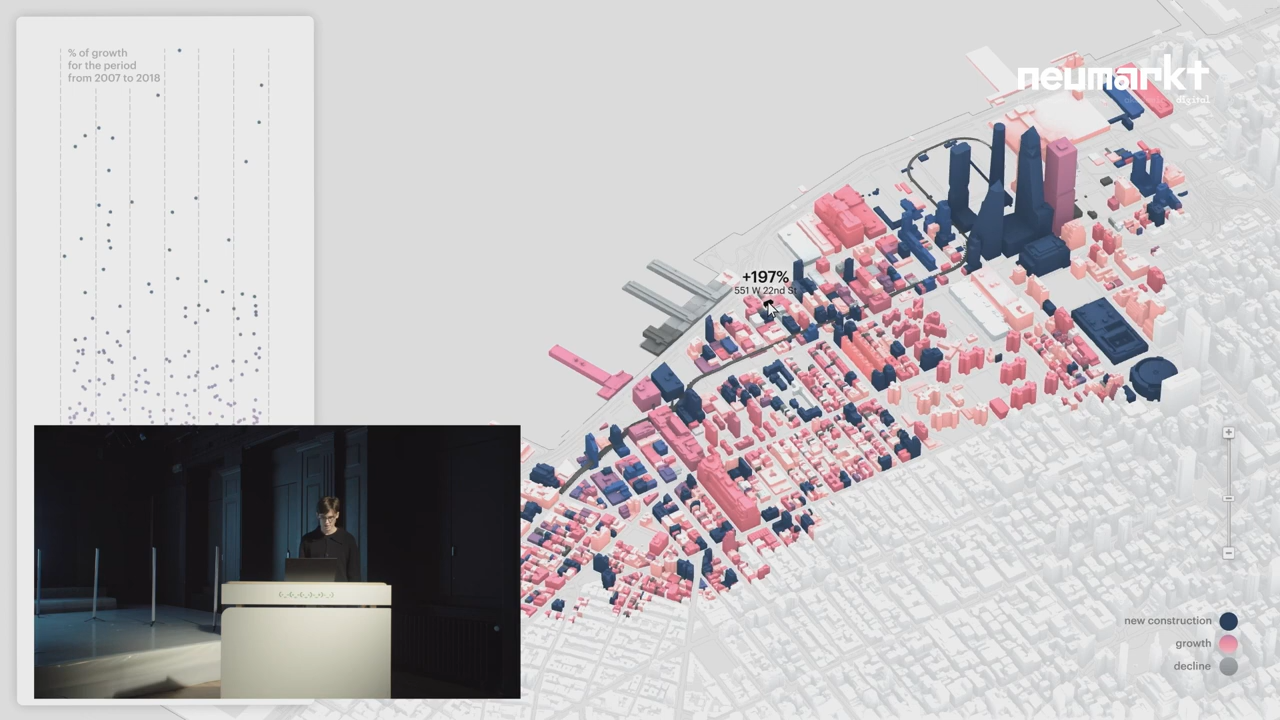 % of growth
for the period
from 2007 to 2018
neumarkt
digital
+197%
551 W 22nd St
new construction
growth
decline